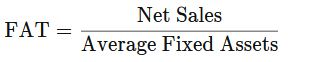 FAT = Net Sales / Average Fixed Assets